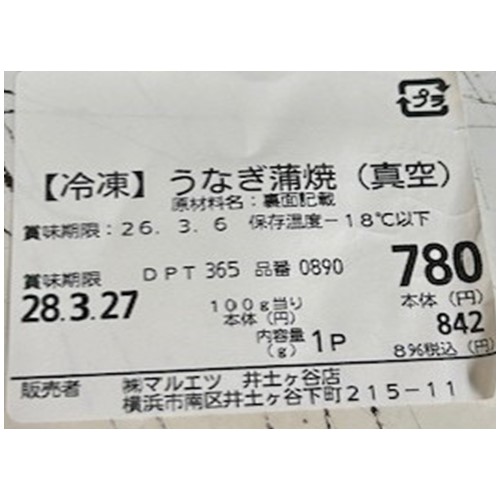 プラ
【冷凍】うなぎ蒲焼（真空）
原材料名：裏面記載
賞味期限：26．3．6 保存温度－18℃以下
賞味期限 DPT 365 品番 0890 780
28.3.27 100g当り 本体（円） 本体（円）
内容量（g） 1P 842
8％税込（円）
販売者 ㈱マルエツ 井土ヶ谷店
横浜市南区井土ヶ谷下町215－11